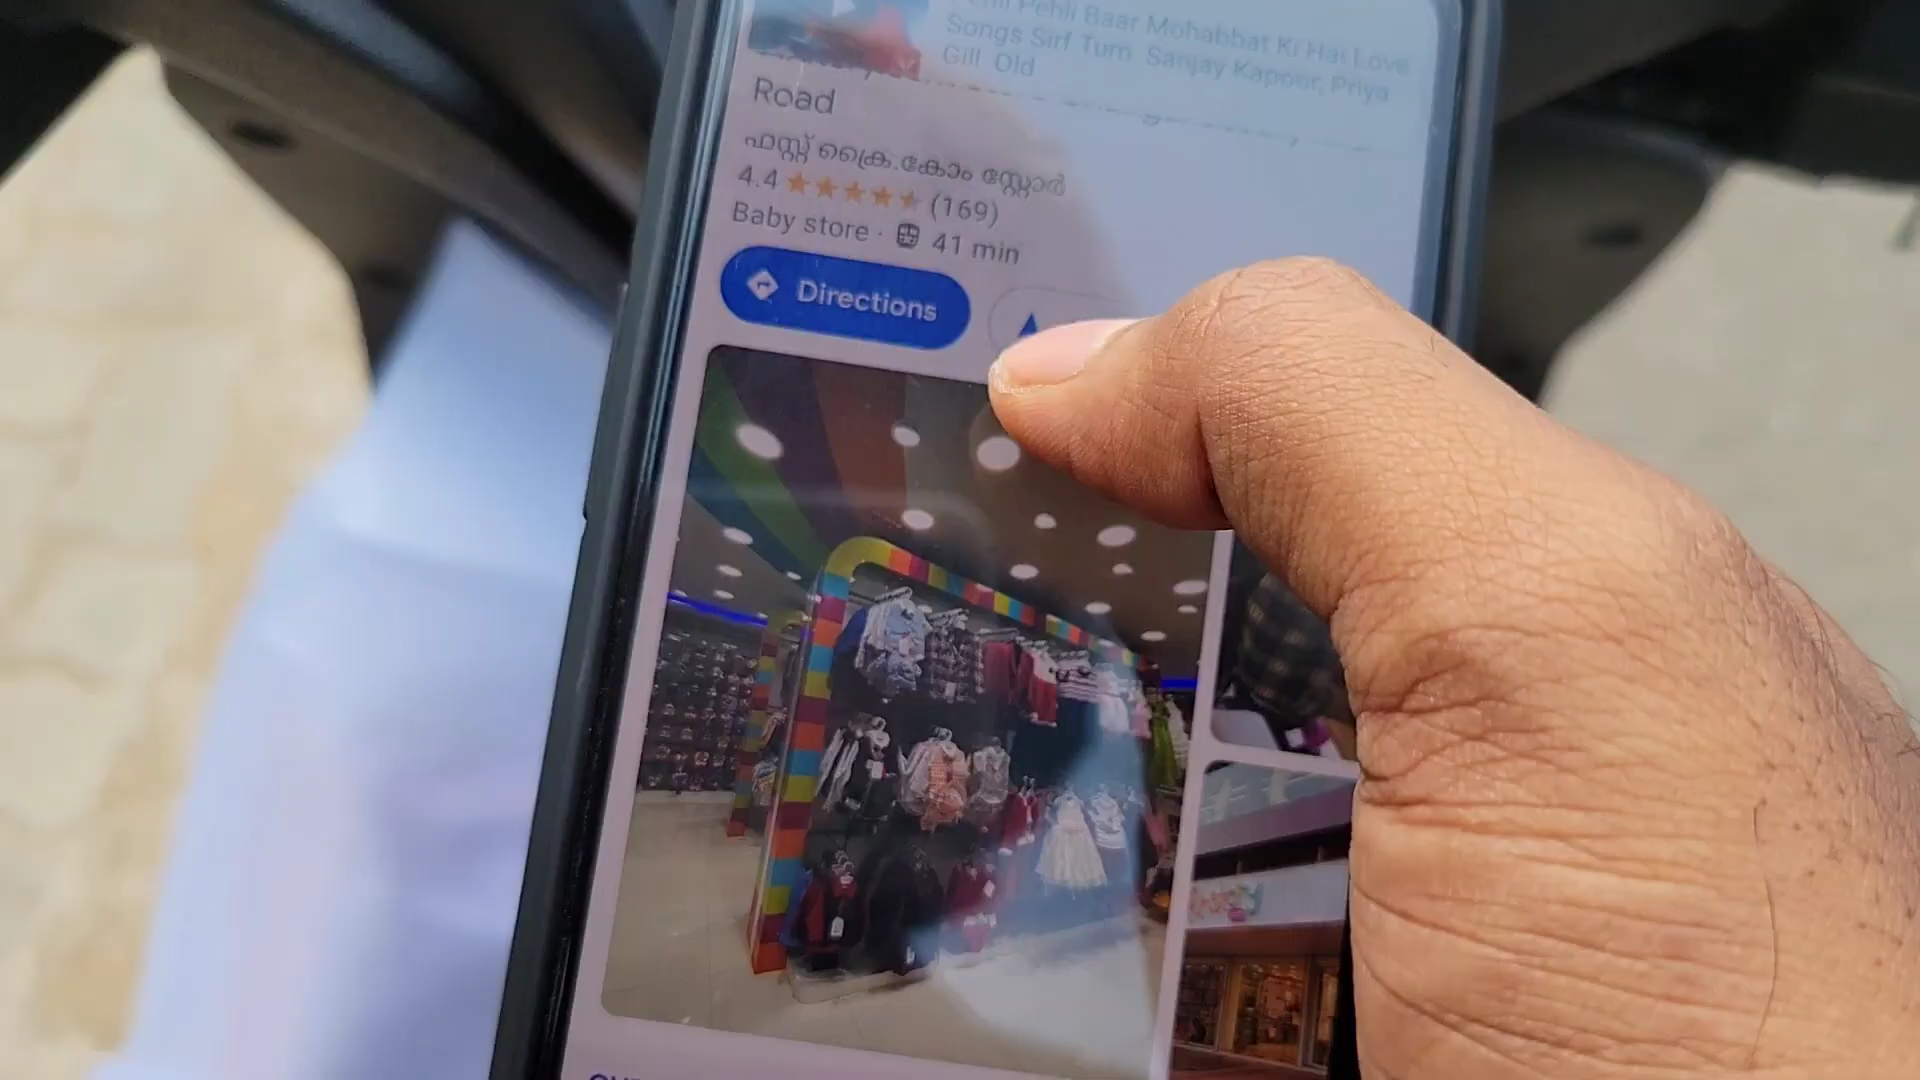 Pehli Baar Mohabbat Ki Hai Love
Songs Sirf Tum Sanjay Kapoor, Priya
Gill Old
Road
ഫസ്റ്റ് ക്രൈ.കോം സ്റ്റോർ
4.4 (169)
Baby store · 41 min
Directions